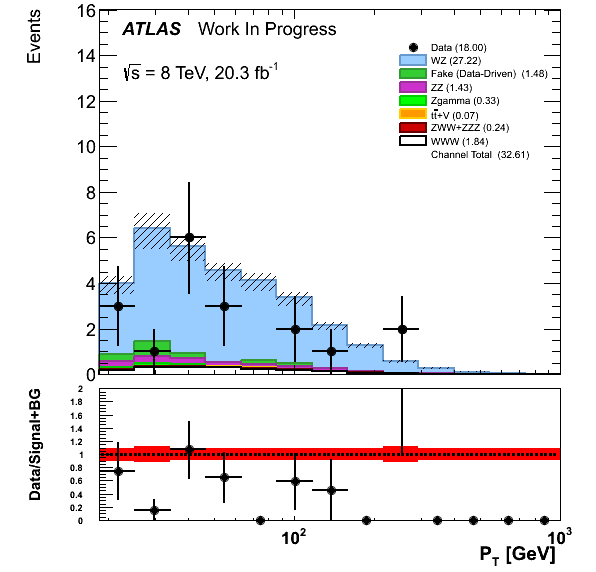 Events
16
14
12
10
8
6
4
2
0
ATLAS Work In Progress
√s = 8 TeV, 20.3 fb-1
Data (18.00)
WZ (27.22)
Fake (Data-Driven) (1.48)
ZZ (1.43)
Zgamma (0.33)
tt̄+V (0.07)
ZWW+ZZZ (0.24)
WWW (1.84)
Channel Total (32.61)
Data/Signal+BG
2
1.8
1.6
1.4
1.2
1
0.8
0.6
0.4
0.2
0
10²
10³
PT [GeV]